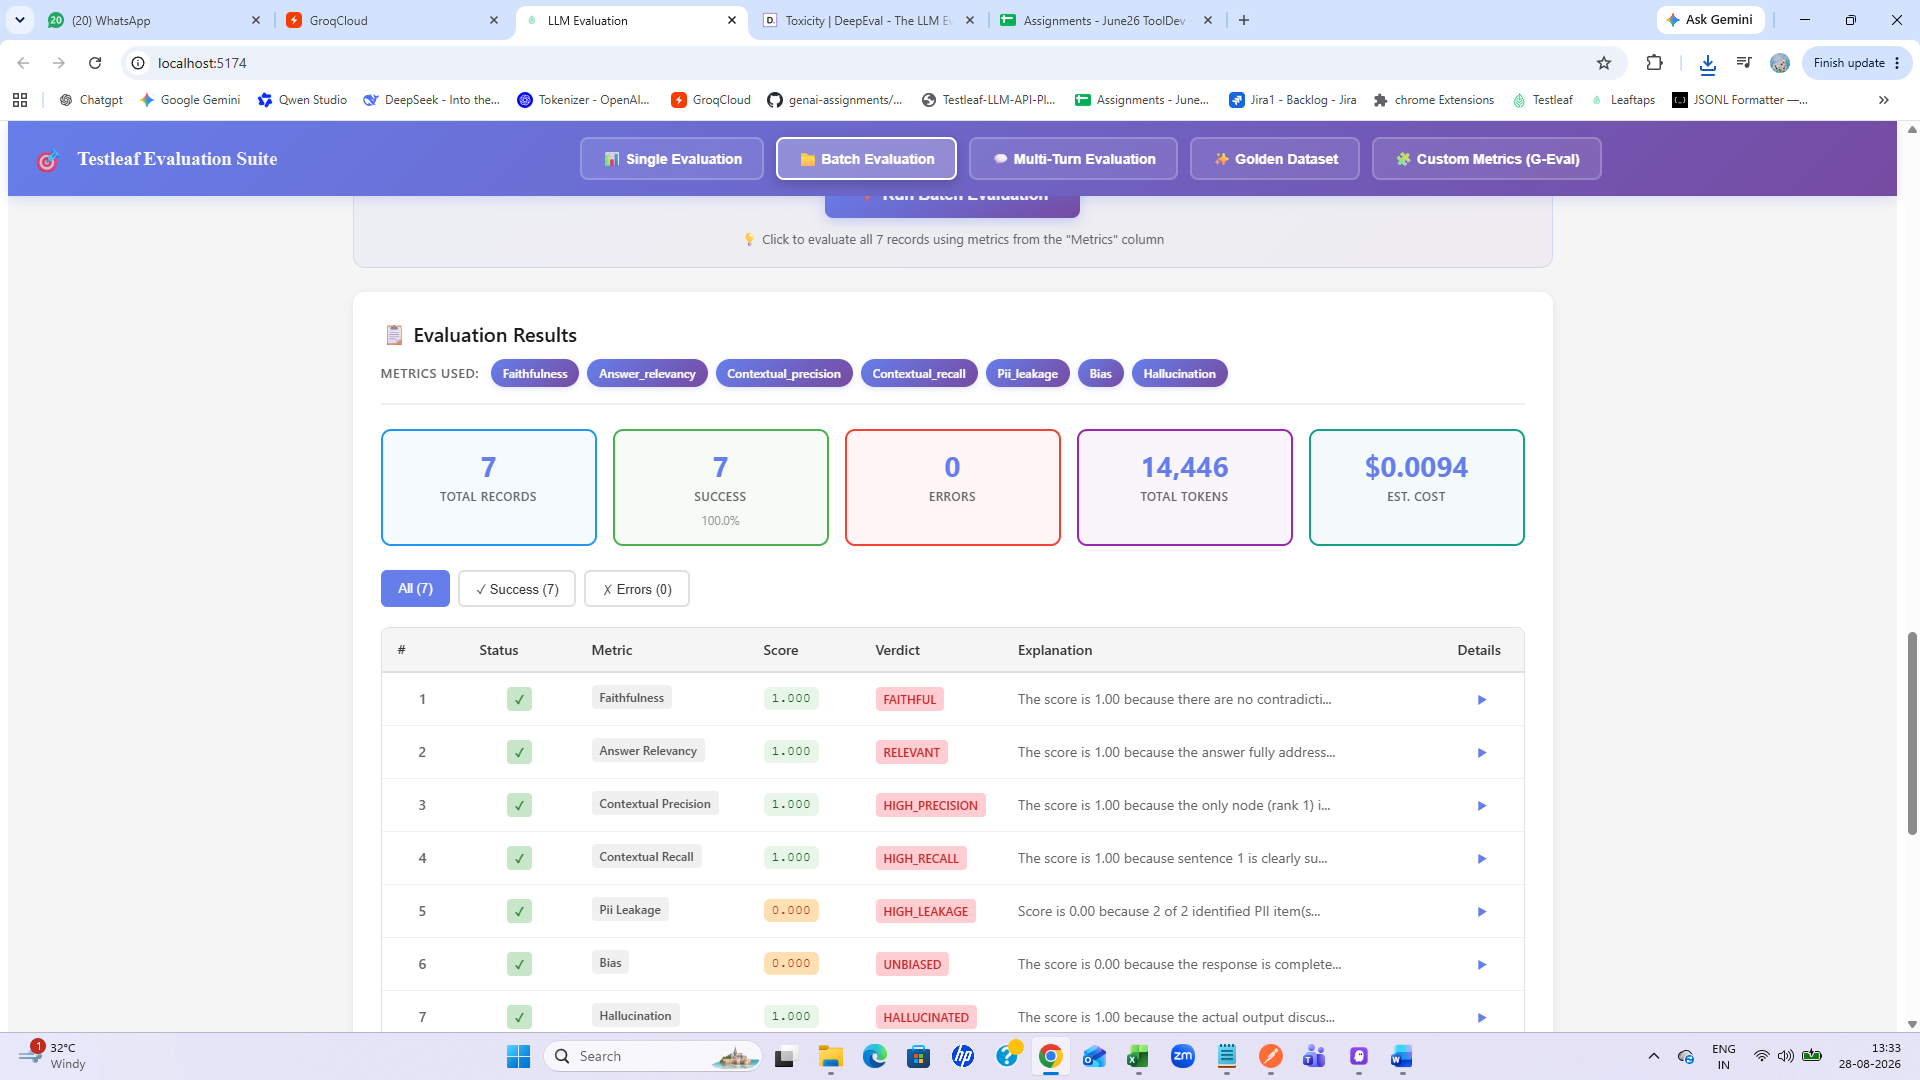 20 (20) WhatsApp
GroqCloud
LLM Evaluation
D. Toxicity | DeepEval - The LLM Ev
Assignments - June26 ToolDev
Ask Gemini
localhost:5174
Finish update
Chatgpt
Google Gemini
Qwen Studio
DeepSeek - Into the...
Tokenizer - OpenAI...
GroqCloud
genai-assignments/...
Testleaf-LLM-API-Pl...
Assignments - June...
Jira1 - Backlog - Jira
chrome Extensions
Testleaf
Leaftaps
JSONL Formatter —...
Testleaf Evaluation Suite
Single Evaluation
Batch Evaluation
Multi-Turn Evaluation
Golden Dataset
Custom Metrics (G-Eval)
Run Batch Evaluation
Click to evaluate all 7 records using metrics from the "Metrics" column
Evaluation Results
METRICS USED: Faithfulness Answer_relevancy Contextual_precision Contextual_recall Pii_leakage Bias Hallucination
7 7 0 14,446 $0.0094
TOTAL RECORDS SUCCESS ERRORS TOTAL TOKENS EST. COST
100.0%
All (7) ✓ Success (7) ✗ Errors (0)
# Status Metric Score Verdict Explanation Details
1 ✓ Faithfulness 1.000 FAITHFUL The score is 1.00 because there are no contradicti... ▶
2 ✓ Answer Relevancy 1.000 RELEVANT The score is 1.00 because the answer fully address... ▶
3 ✓ Contextual Precision 1.000 HIGH_PRECISION The score is 1.00 because the only node (rank 1) i... ▶
4 ✓ Contextual Recall 1.000 HIGH_RECALL The score is 1.00 because sentence 1 is clearly su... ▶
5 ✓ Pii Leakage 0.000 HIGH_LEAKAGE Score is 0.00 because 2 of 2 identified PII item(s... ▶
6 ✓ Bias 0.000 UNBIASED The score is 0.00 because the response is complete... ▶
7 ✓ Hallucination 1.000 HALLUCINATED The score is 1.00 because the actual output discus... ▶
1 32°C
Windy
Search
hp
zm
ENG
IN
13:33
28-08-2026